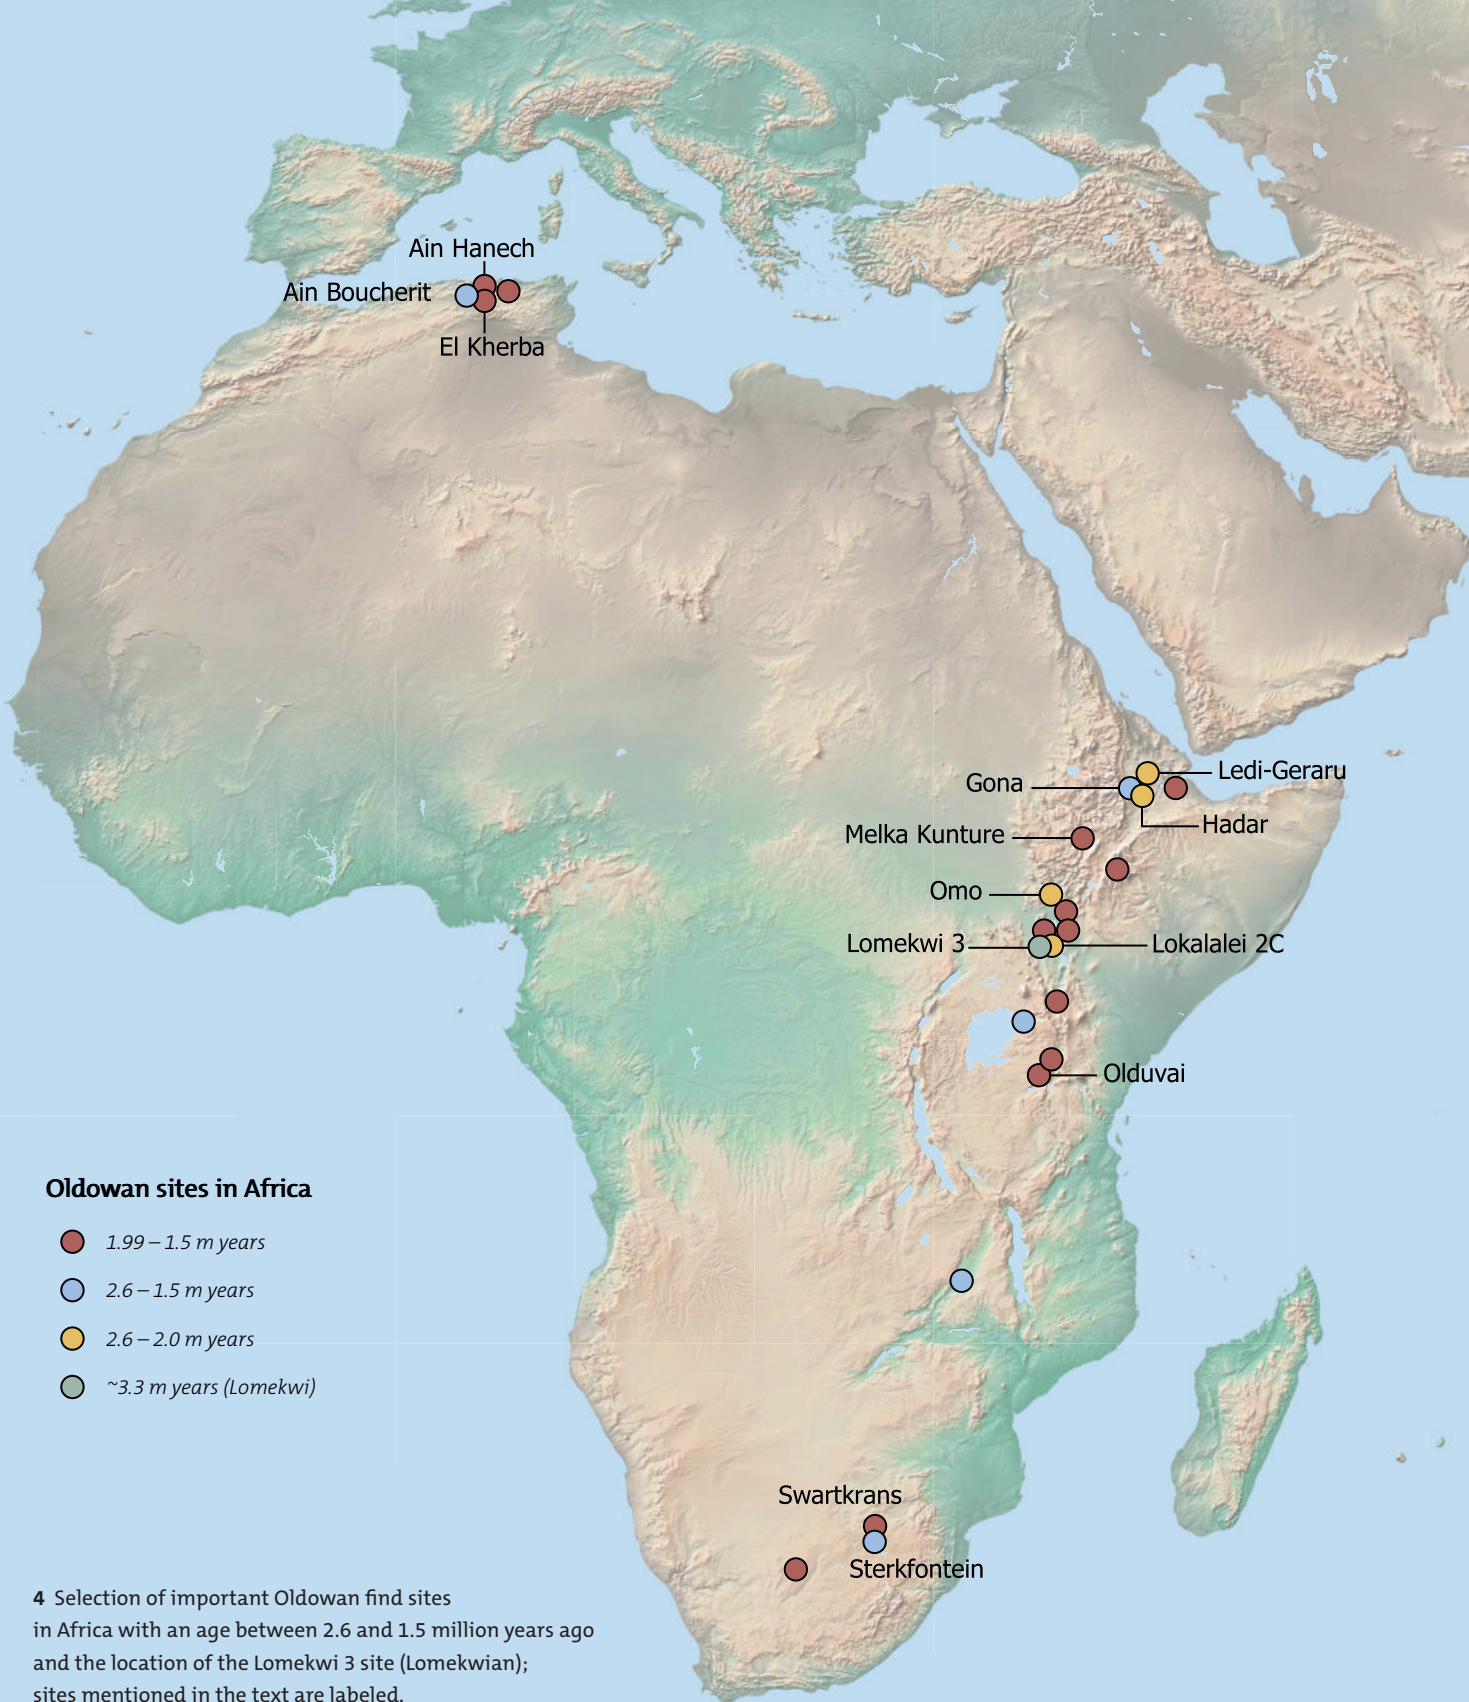 Ain Hanech
Ain Boucherit
El Kherba
Ledi-Geraru
Gona
Hadar
Melka Kunture
Omo
Lomekwi 3
Lokalalei 2C
Olduvai
Oldowan sites in Africa
1.99 – 1.5 m years
2.6 – 1.5 m years
2.6 – 2.0 m years
~3.3 m years (Lomekwi)
Swartkrans
Sterkfontein
4 Selection of important Oldowan find sites
in Africa with an age between 2.6 and 1.5 million years ago
and the location of the Lomekwi 3 site (Lomekwian);
sites mentioned in the text are labeled.